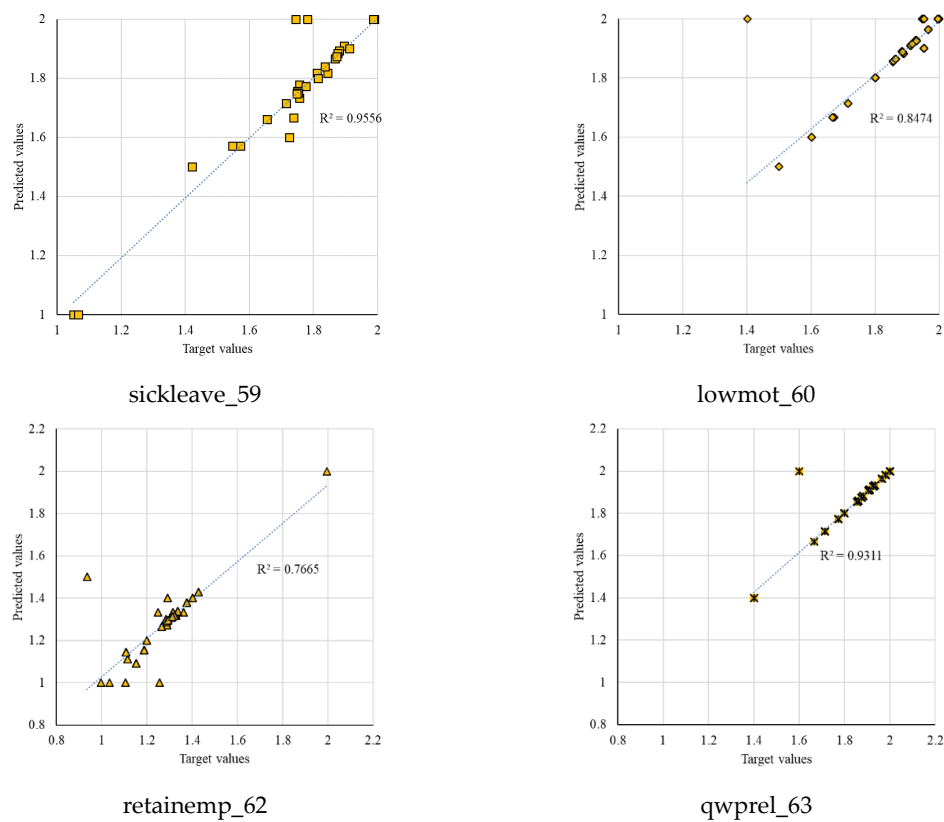 2
1.8
1.6
1.4
1.2
1
Predicted values
R² = 0.9556
1 1.2 1.4 1.6 1.8 2
Target values
sickleave_59
2
1.8
1.6
1.4
1.2
1
Predicted values
R² = 0.8474
1 1.2 1.4 1.6 1.8 2
Target values
lowmot_60
2.2
2
1.8
1.6
1.4
1.2
1
0.8
Predicted values
R² = 0.7665
0.8 1 1.2 1.4 1.6 1.8 2 2.2
Target values
retainemp_62
2.2
2
1.8
1.6
1.4
1.2
1
0.8
Predicted values
R² = 0.9311
0.8 1 1.2 1.4 1.6 1.8 2 2.2
Target values
qwprel_63